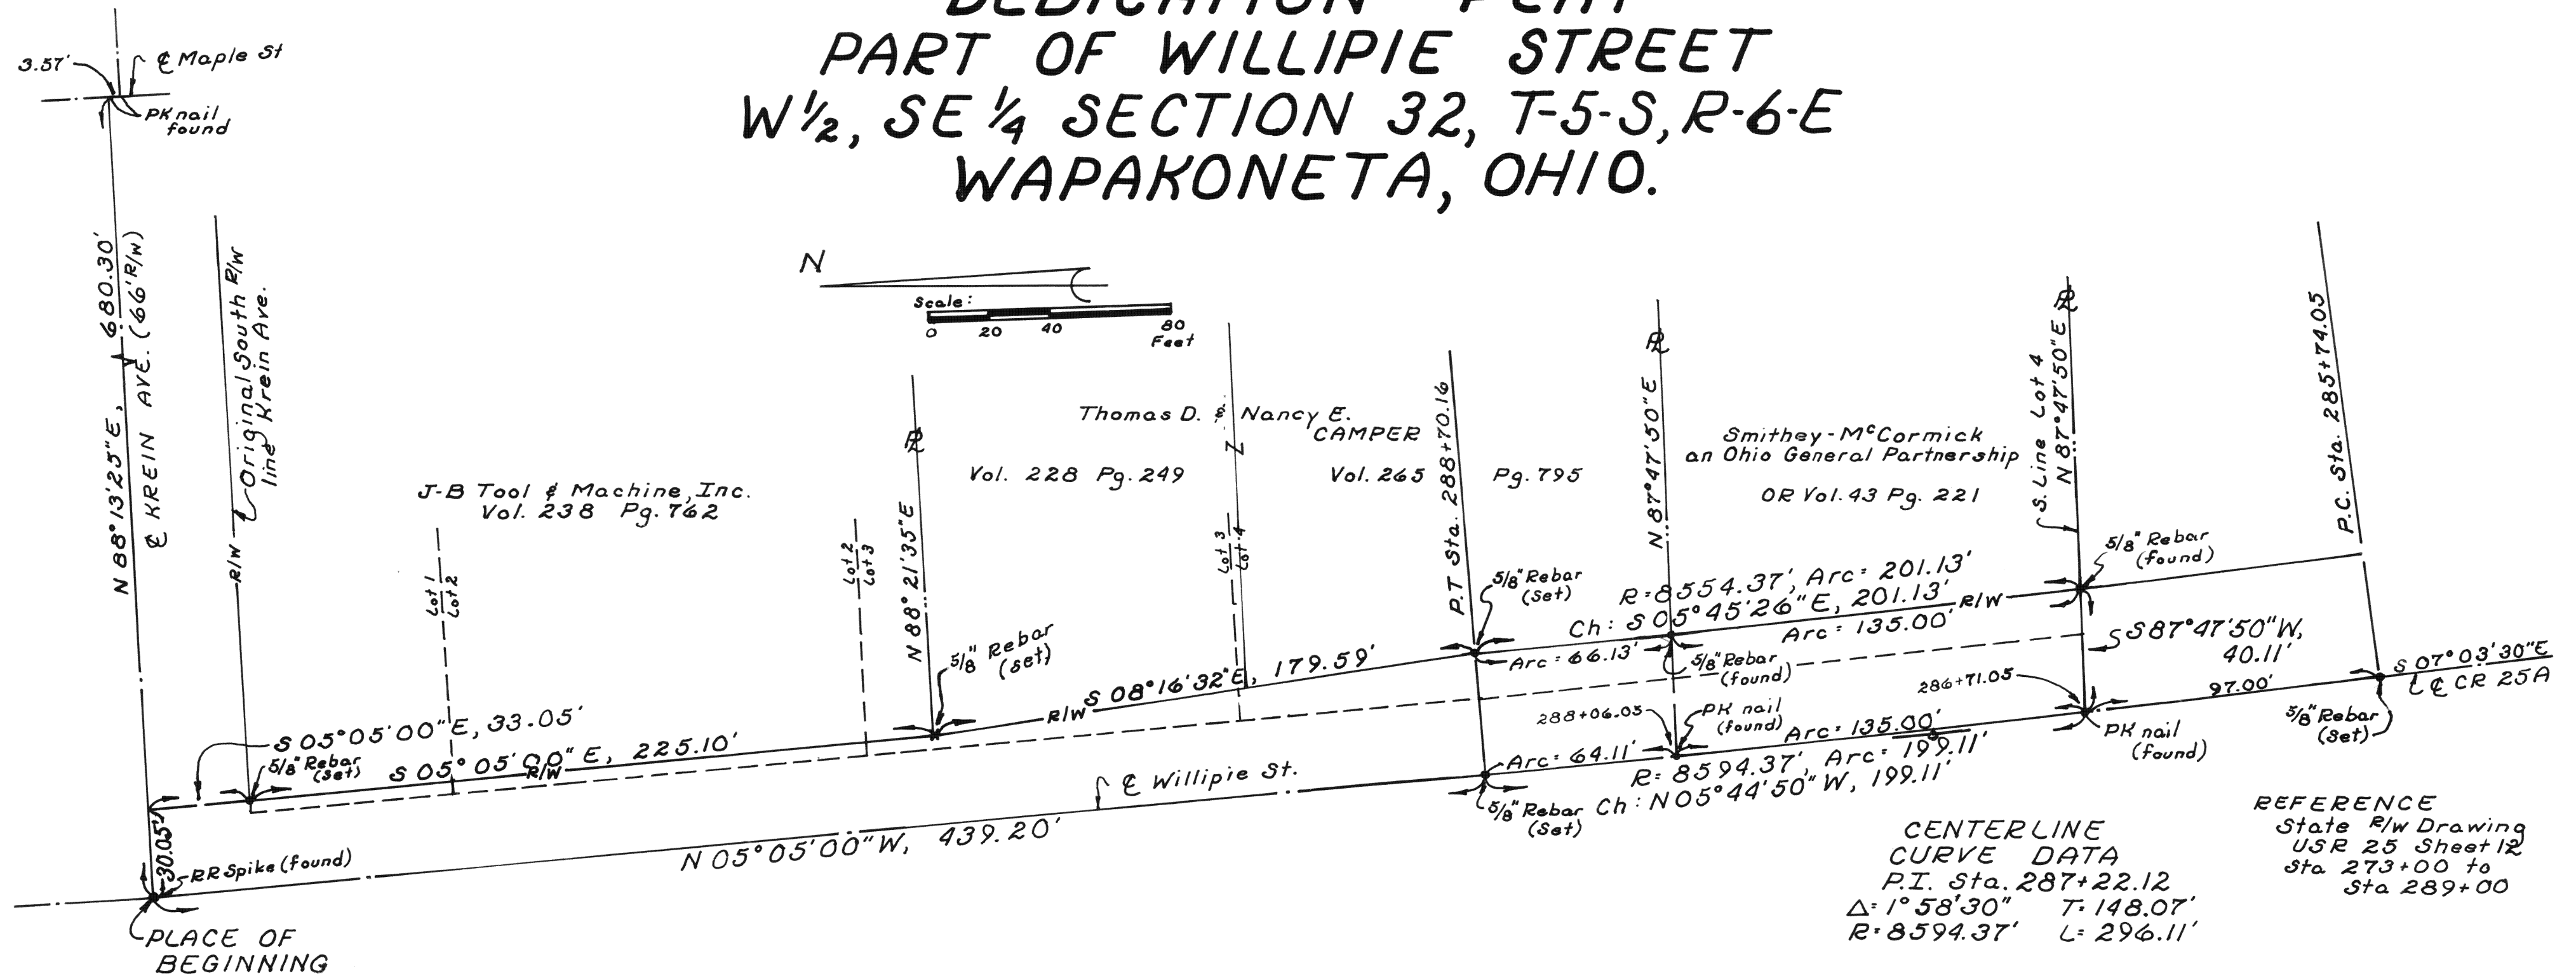 DEDICATION PLAT
PART OF WILLIPIE STREET
W½, SE ¼ SECTION 32, T-5-S, R-6-E
WAPAKONETA, OHIO.
3.57'
℄ Maple St
PK nail
found
N 88°13'25"E, 680.30'
℄ KREIN AVE. (66' R/W)
Original South R/W
line Krein Ave.
R/W
N
Scale:
0 20 40 80
Feet
J-B Tool & Machine, Inc.
Vol. 238 Pg. 762
Lot 1
Lot 2
Lot 2
Lot 3
N 88° 21'35"E
PL
Thomas D. & Nancy E.
CAMPER
Vol. 228 Pg. 249
Vol. 265 Pg. 795
Lot 3
Lot 4
P.T Sta. 288+70.16
N 87°47'50"E
PL
Smithey-McCormick
an Ohio General Partnership
OR Vol. 43 Pg. 221
S. Line Lot 4
N 87°47'50"E
PL
P.C. Sta. 285+74.05
S 05°05'00"E, 33.05'
5/8" Rebar
(set)
S 05°05'00"E, 225.10'
R/W
5/8" Rebar
(set)
S 08°16'32"E, 179.59'
R/W
5/8" Rebar
(set)
R=8554.37', Arc= 201.13'
Ch: S 05°45'26"E, 201.13'
R/W
Arc= 135.00'
Arc= 66.13'
5/8" Rebar
(found)
5/8" Rebar
(found)
S 87°47'50"W,
40.11'
286+71.05
97.00'
S 07°03'30"E
℄ CR 25A
5/8" Rebar
(Set)
PK nail
(found)
288+06.05
PK nail
(found)
Arc= 135.00'
Arc= 64.11'
R= 8594.37', Arc= 199.11'
Ch: N 05°44'50"W, 199.11'
5/8" Rebar
(Set)
℄ Willipie St.
N 05°05'00"W, 439.20'
30.05'
RR Spike (found)
PLACE OF
BEGINNING
CENTERLINE
CURVE DATA
P.I. Sta. 287+22.12
Δ= 1°58'30" T= 148.07'
R= 8594.37' L= 296.11'
REFERENCE
State R/W Drawing
USR 25 Sheet 12
Sta 273+00 to
Sta 289+00